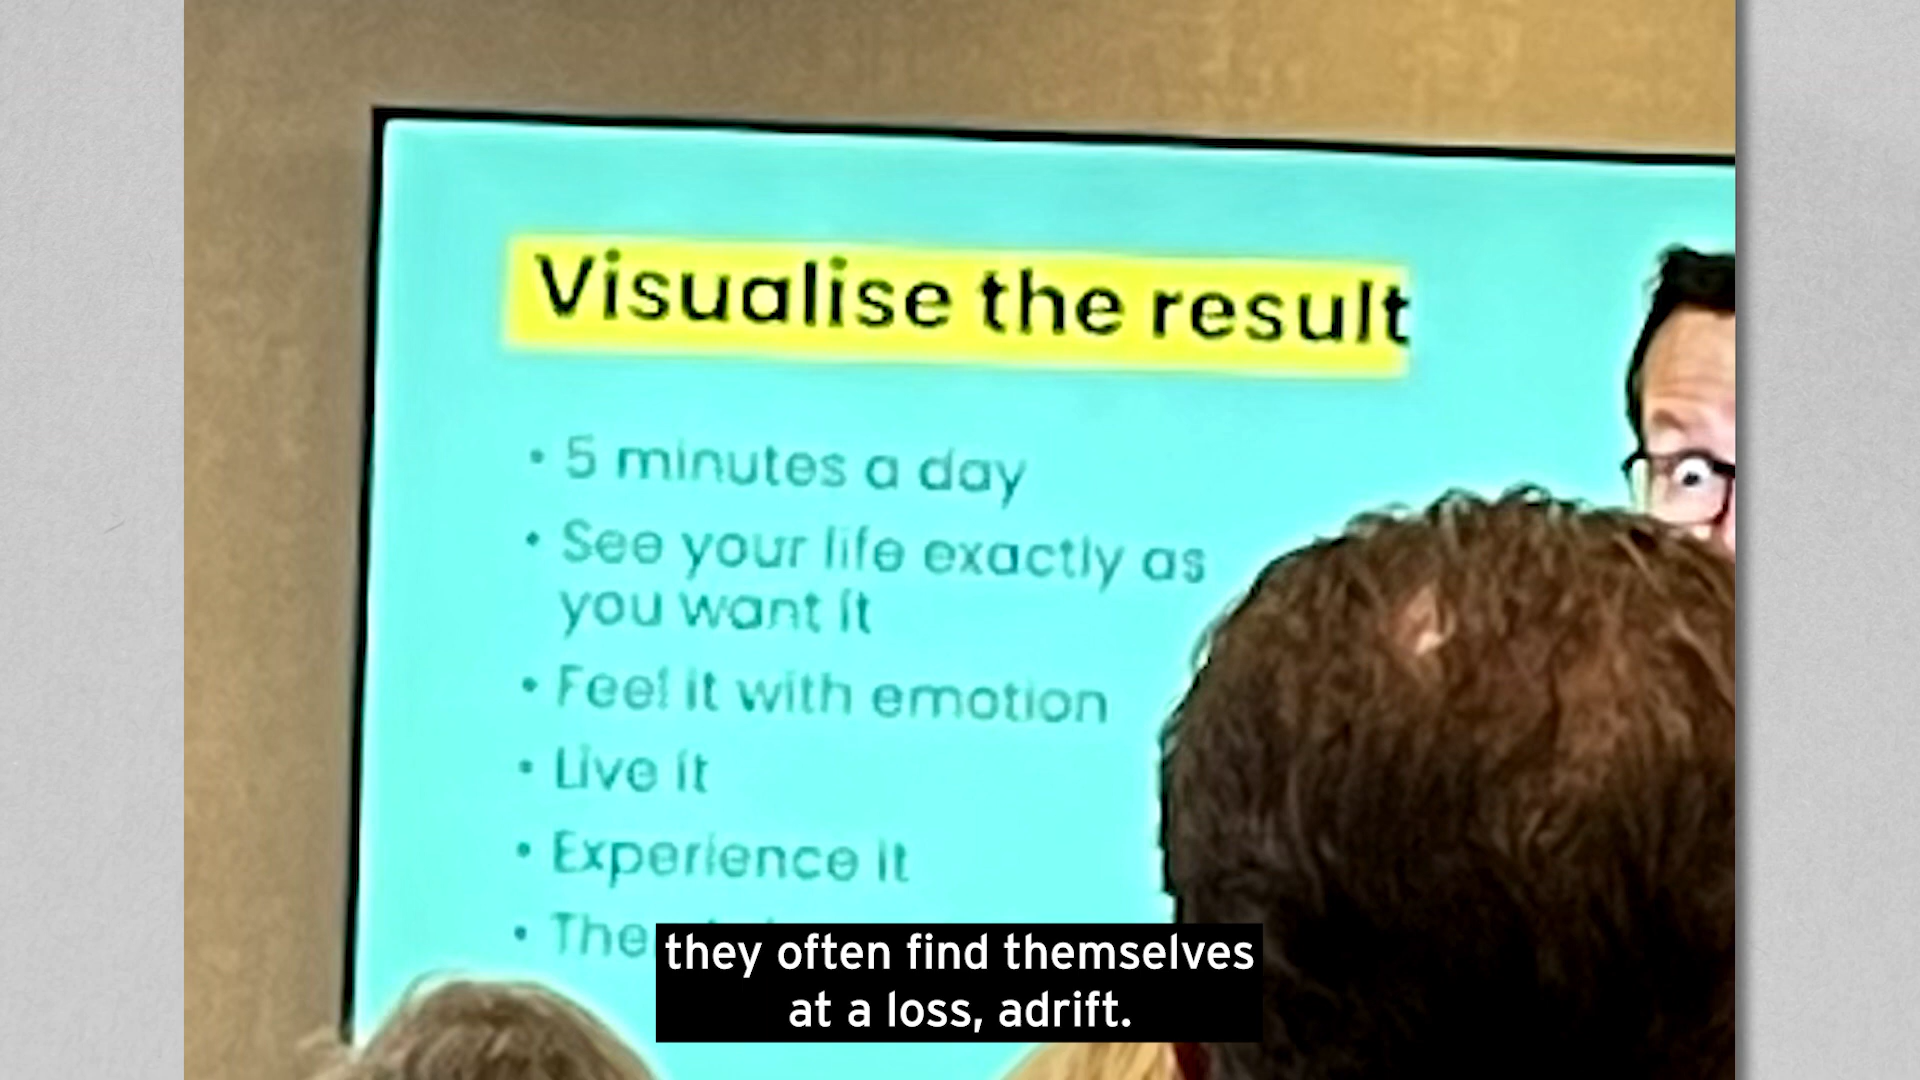 Visualise the result
• 5 minutes a day
• See your life exactly as
you want it
• Feel it with emotion
• Live it
• Experience it
• The
they often find themselves
at a loss, adrift.